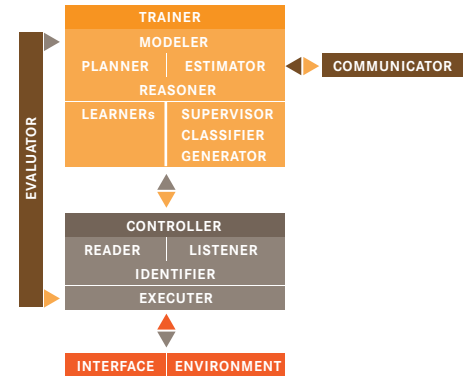 TRAINER
MODELER
PLANNER ESTIMATOR
COMMUNICATOR
REASONER
LEARNERs SUPERVISOR
CLASSIFIER
GENERATOR
EVALUATOR
CONTROLLER
READER LISTENER
IDENTIFIER
EXECUTER
INTERFACE ENVIRONMENT